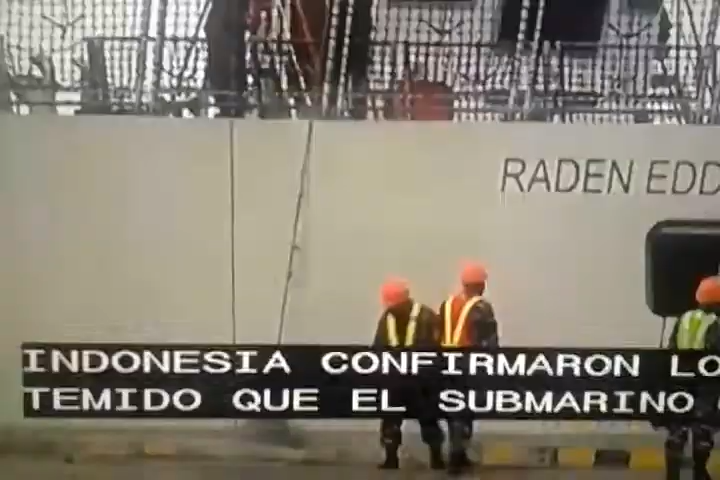 RADEN EDD
INDONESIA CONFIRMARON LO
TEMIDO QUE EL SUBMARINO